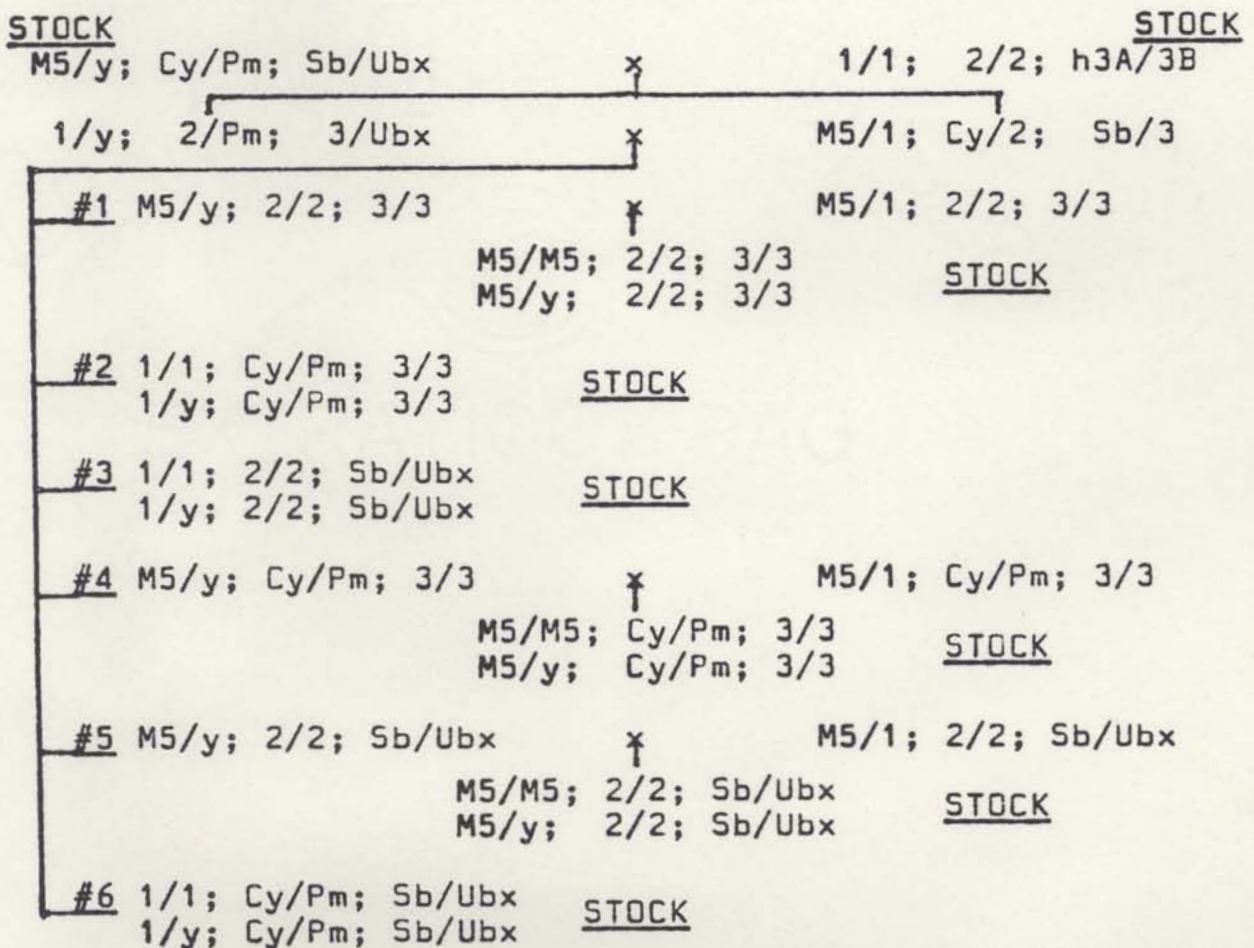 STOCK STOCK
M5/y; Cy/Pm; Sb/Ubx x 1/1; 2/2; h3A/3B
1/y; 2/Pm; 3/Ubx x M5/1; Cy/2; Sb/3
#1 M5/y; 2/2; 3/3 x M5/1; 2/2; 3/3
M5/M5; 2/2; 3/3
M5/y; 2/2; 3/3 STOCK
#2 1/1; Cy/Pm; 3/3
1/y; Cy/Pm; 3/3 STOCK
#3 1/1; 2/2; Sb/Ubx
1/y; 2/2; Sb/Ubx STOCK
#4 M5/y; Cy/Pm; 3/3 x M5/1; Cy/Pm; 3/3
M5/M5; Cy/Pm; 3/3
M5/y; Cy/Pm; 3/3 STOCK
#5 M5/y; 2/2; Sb/Ubx x M5/1; 2/2; Sb/Ubx
M5/M5; 2/2; Sb/Ubx
M5/y; 2/2; Sb/Ubx STOCK
#6 1/1; Cy/Pm; Sb/Ubx
1/y; Cy/Pm; Sb/Ubx STOCK